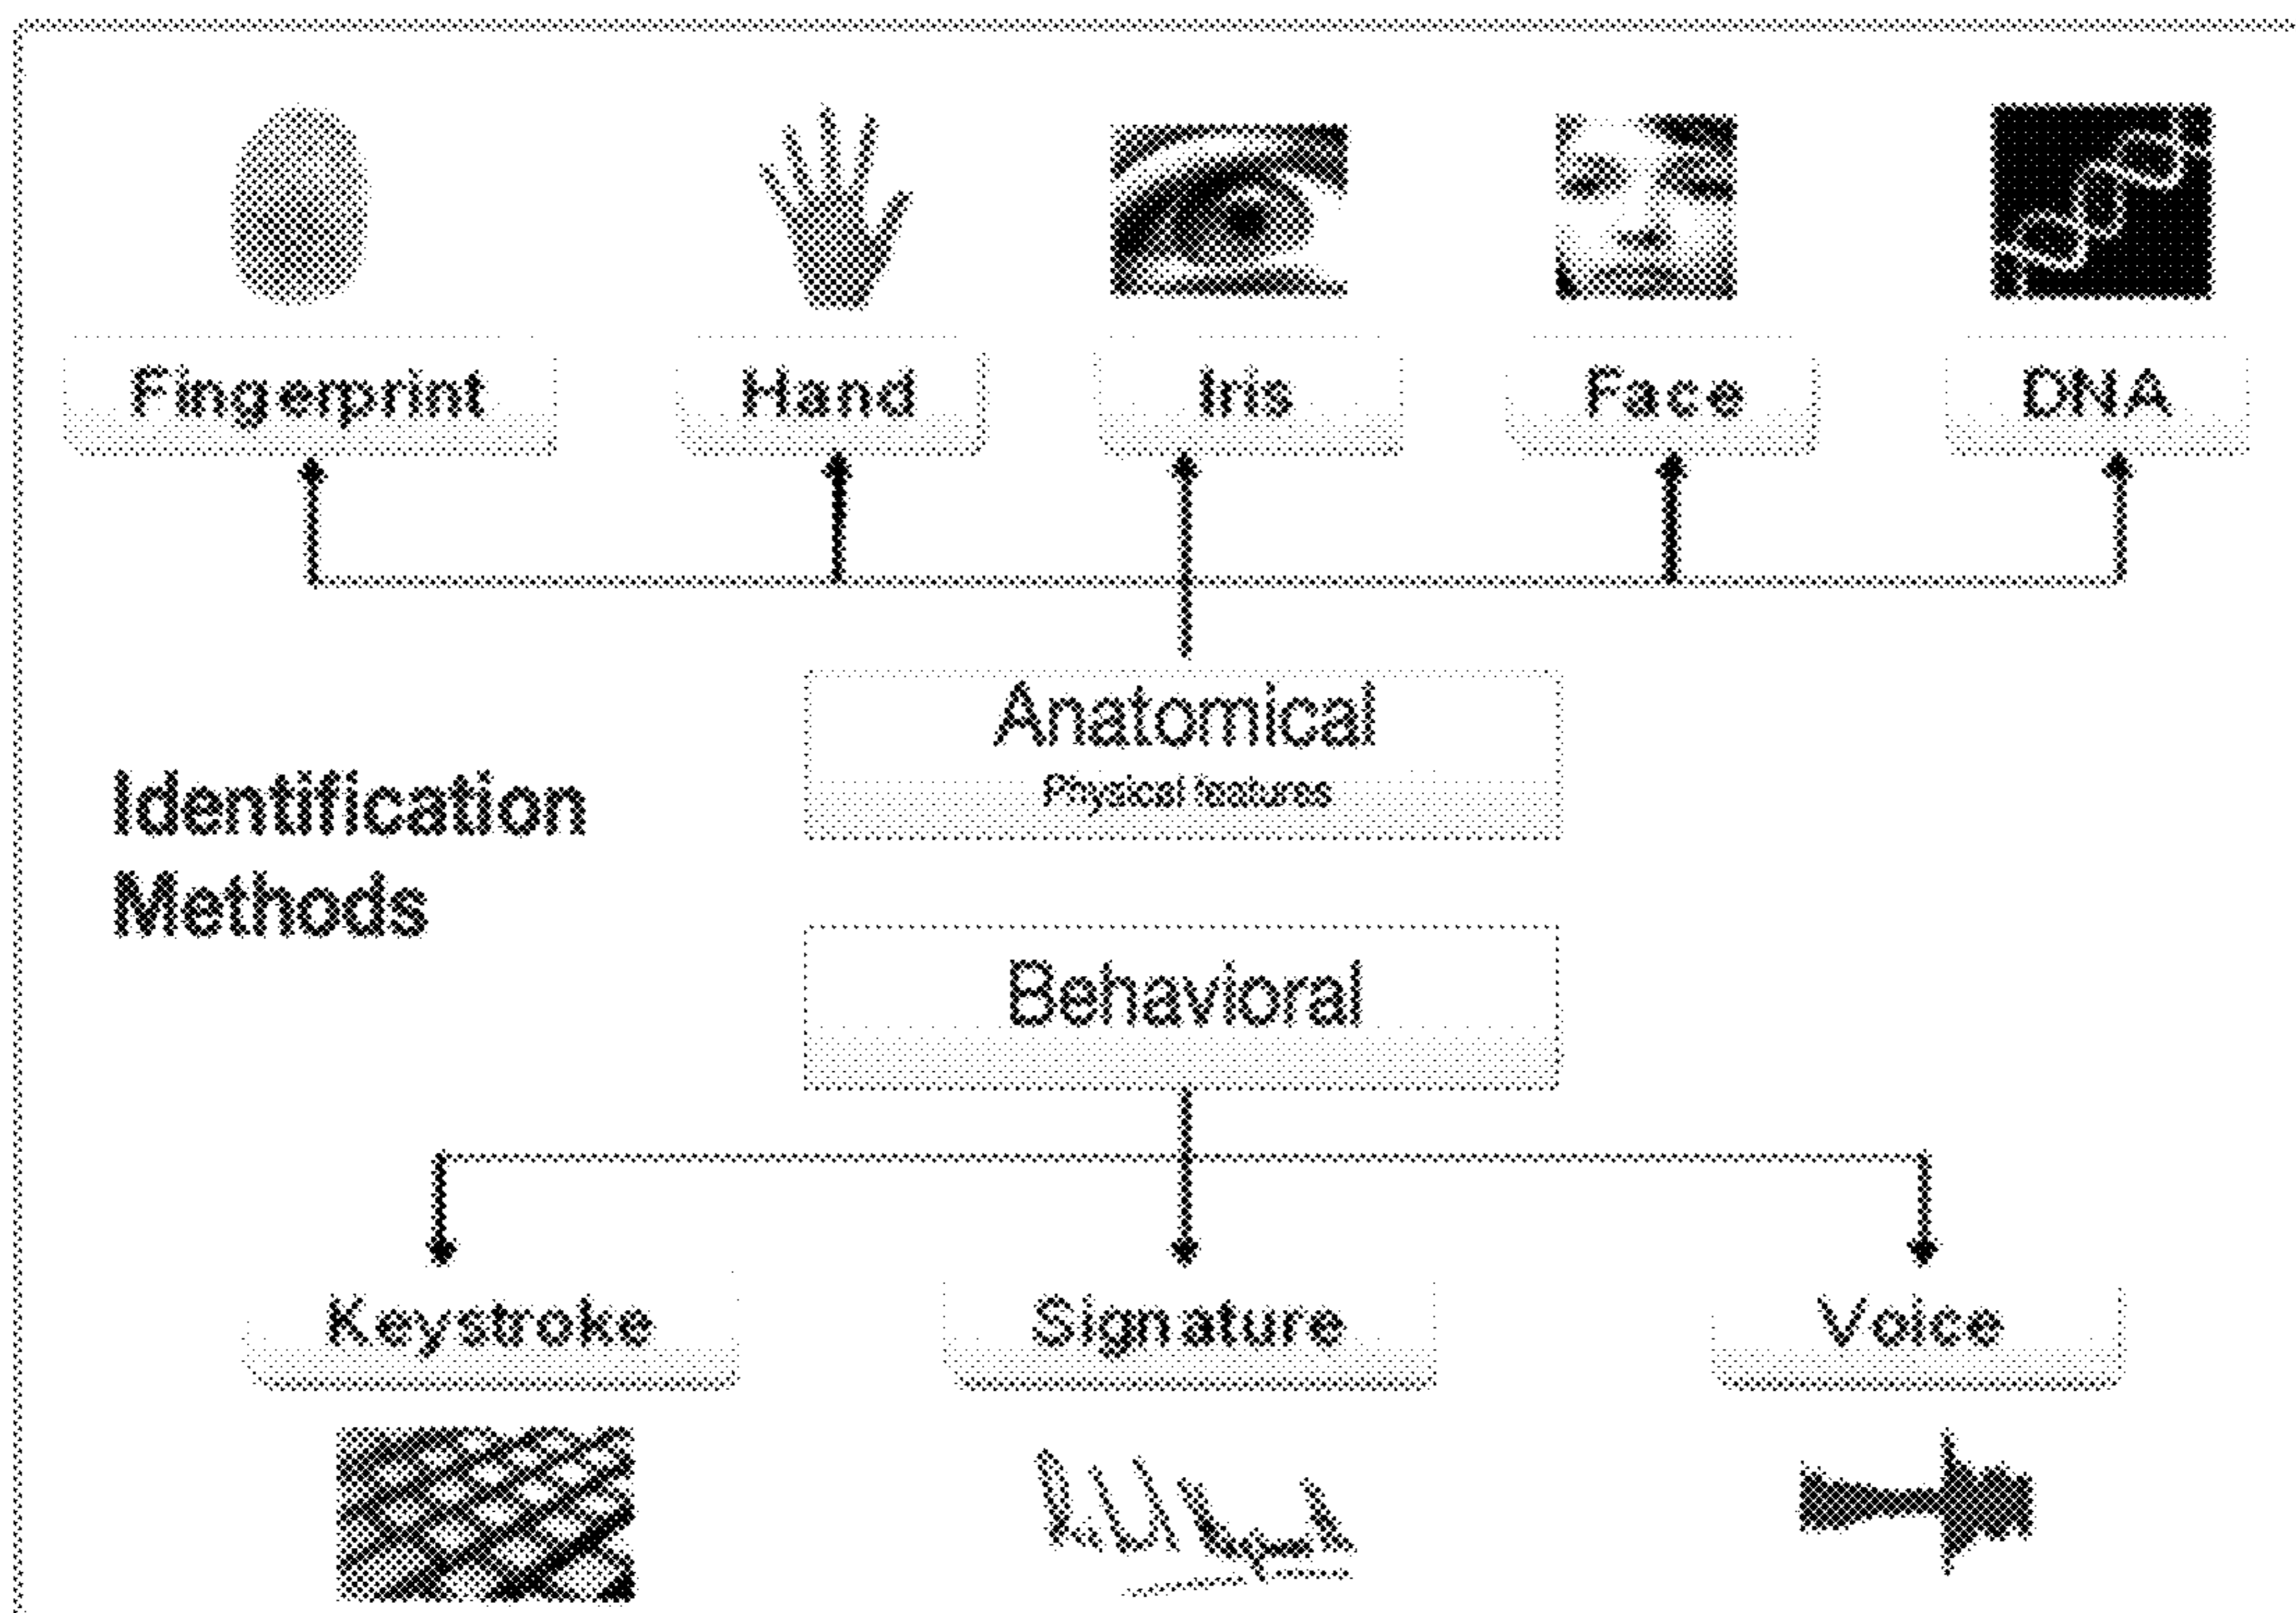 Fingerprint
Hand
Iris
Face
DNA
Anatomical
Physical features
Identification
Methods
Behavioral
Keystroke
Signature
Voice